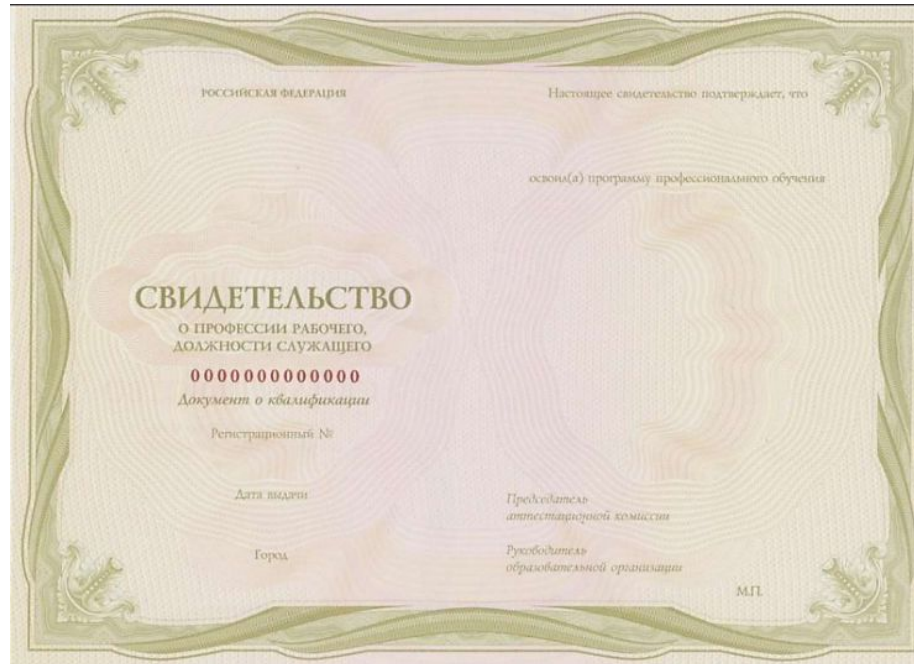 РОССИЙСКАЯ ФЕДЕРАЦИЯ
СВИДЕТЕЛЬСТВО
О ПРОФЕССИИ РАБОЧЕГО,
ДОЛЖНОСТИ СЛУЖАЩЕГО
0000000000000
Документ о квалификации
Регистрационный №
Дата выдачи
Город
Настоящее свидетельство подтверждает, что
освоил(а) программу профессионального обучения
Председатель
аттестационной комиссии
Руководитель
образовательной организации
М.П.